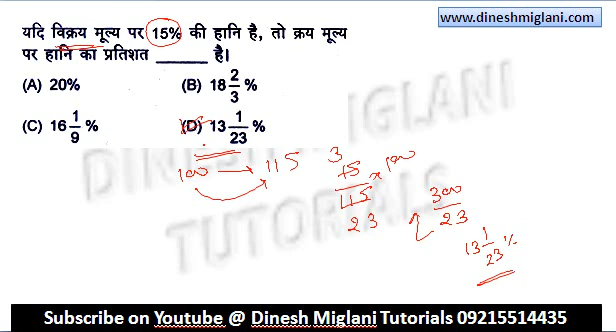 www.dineshmiglani.com
यदि विक्रय मूल्य पर 15% की हानि है, तो क्रय मूल्य
पर हानि का प्रतिशत ______ है।
(A) 20%
(B) 18 2/3 %
(C) 16 1/9 %
(D) 13 1/23 %
DINESH MIGLANI
TUTORIALS
100 → 115
3
15/115 × 100
23
300/23
13 1/23 %
Subscribe on Youtube @ Dinesh Miglani Tutorials 09215514435